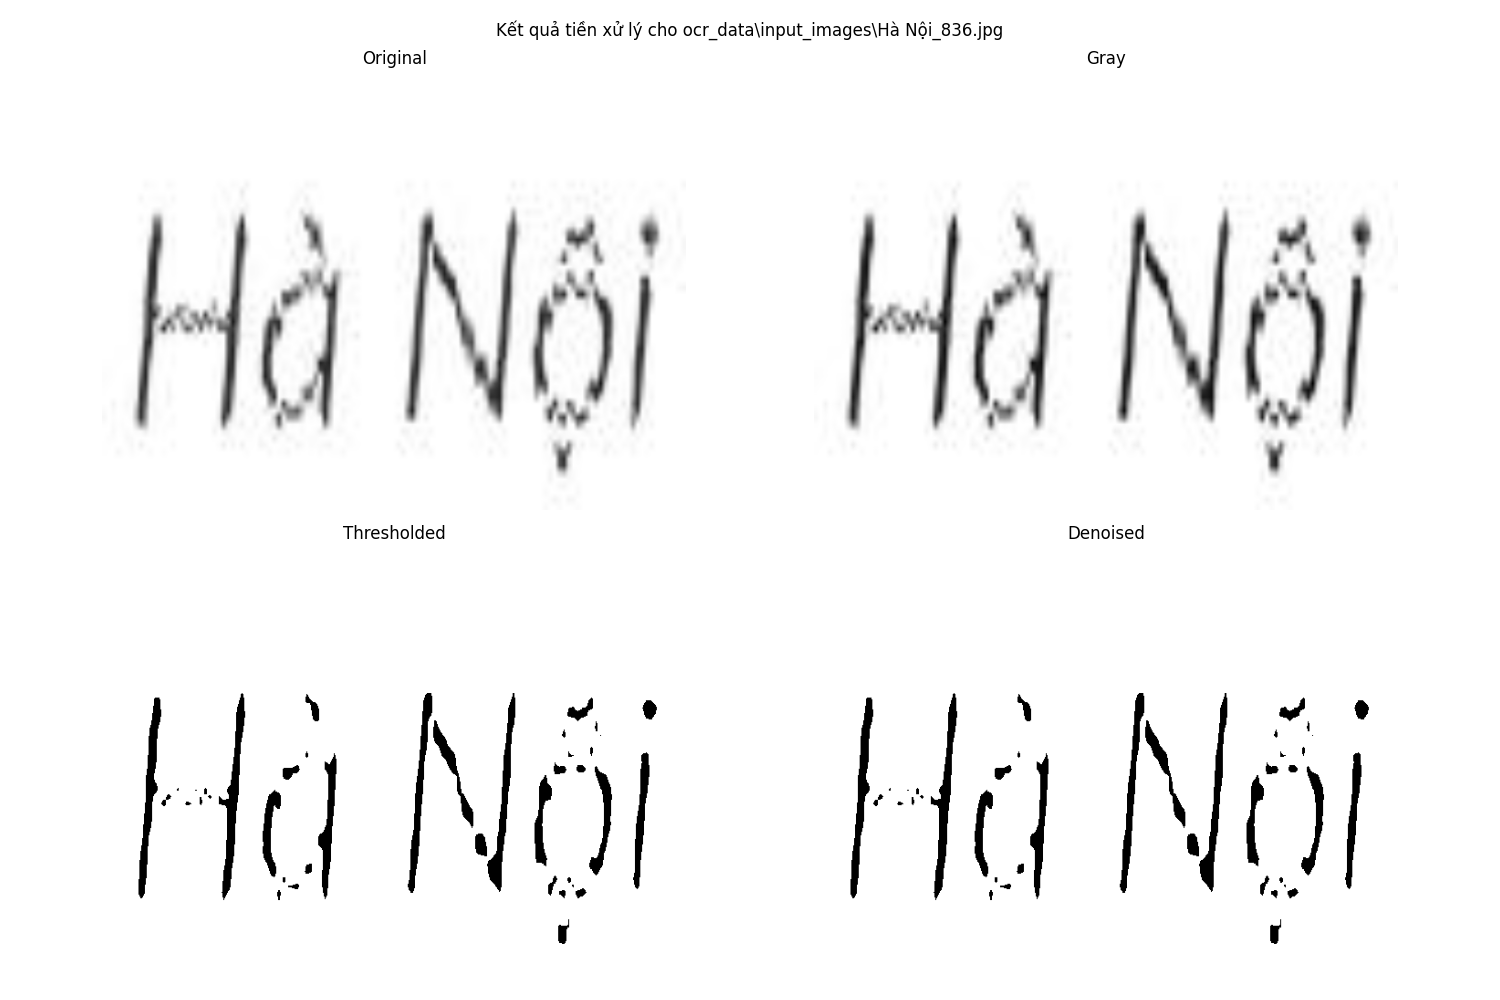 Kết quả tiền xử lý cho ocr_data\input_images\Hà Nội_836.jpg
Original
Gray
Hà Nội
Hà Nội
Thresholded
Denoised
Hà Nội
Hà Nội